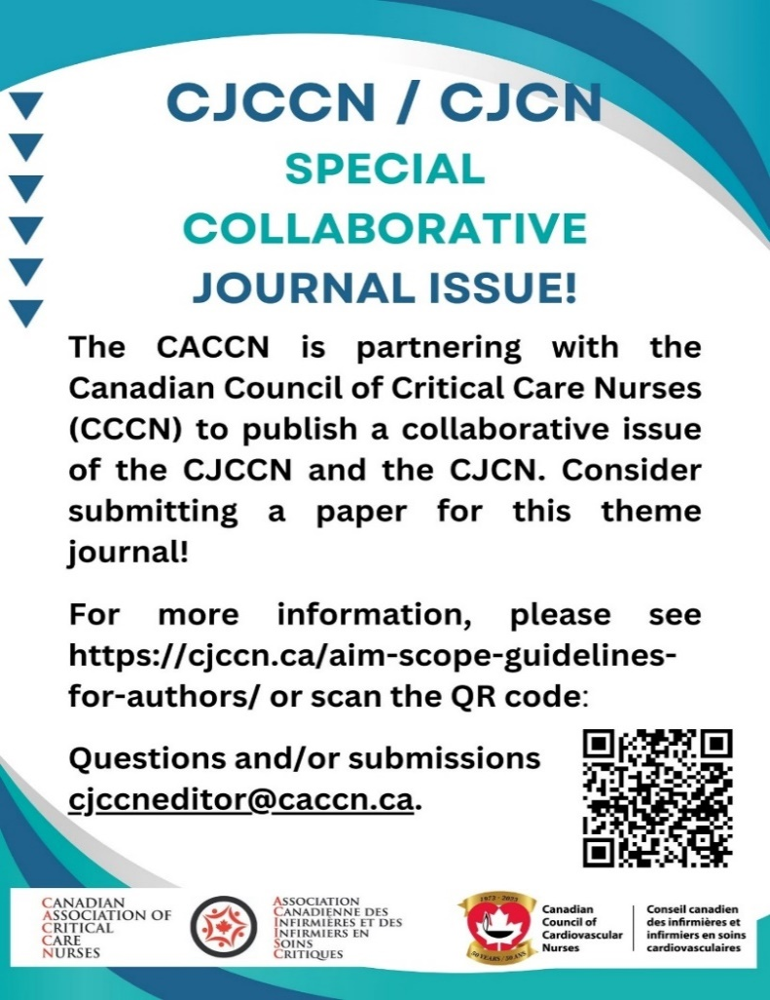 CJCCN / CJCN
SPECIAL
COLLABORATIVE
JOURNAL ISSUE!
The CACCN is partnering with the
Canadian Council of Critical Care Nurses
(CCCN) to publish a collaborative issue
of the CJCCN and the CJCN. Consider
submitting a paper for this theme
journal!
For more information, please see
https://cjccn.ca/aim-scope-guidelines-
for-authors/ or scan the QR code:
Questions and/or submissions
cjccneditor@caccn.ca.
CANADIAN
ASSOCIATION OF
CRITICAL
CARE
NURSES
ASSOCIATION
CANADIENNE DES
INFIRMIÈRES ET DES
INFIRMIERS EN
SOINS
CRITIQUES
1973 - 2023
50 YEARS / 50 ANS
Canadian
Council of
Cardiovascular
Nurses
Conseil canadien
des infirmières et
infirmiers en soins
cardiovasculaires